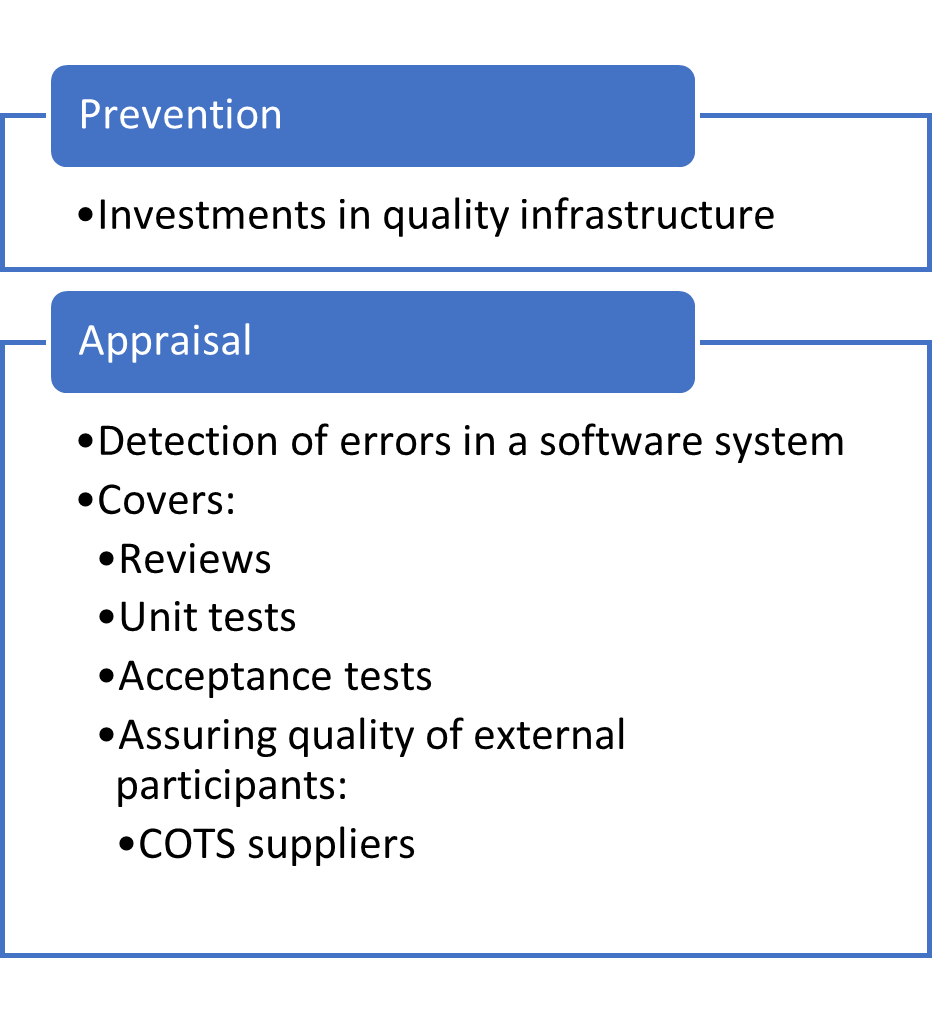 Prevention
•Investments in quality infrastructure
Appraisal
•Detection of errors in a software system
•Covers:
•Reviews
•Unit tests
•Acceptance tests
•Assuring quality of external
participants:
•COTS suppliers